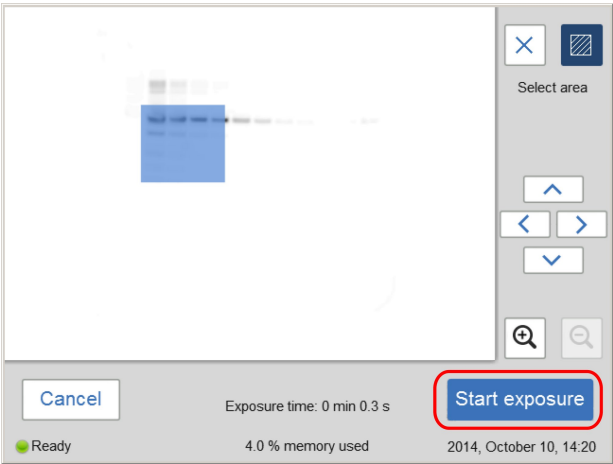 Select area
Cancel
Exposure time: 0 min 0.3 s
Start exposure
Ready
4.0 % memory used
2014, October 10, 14:20